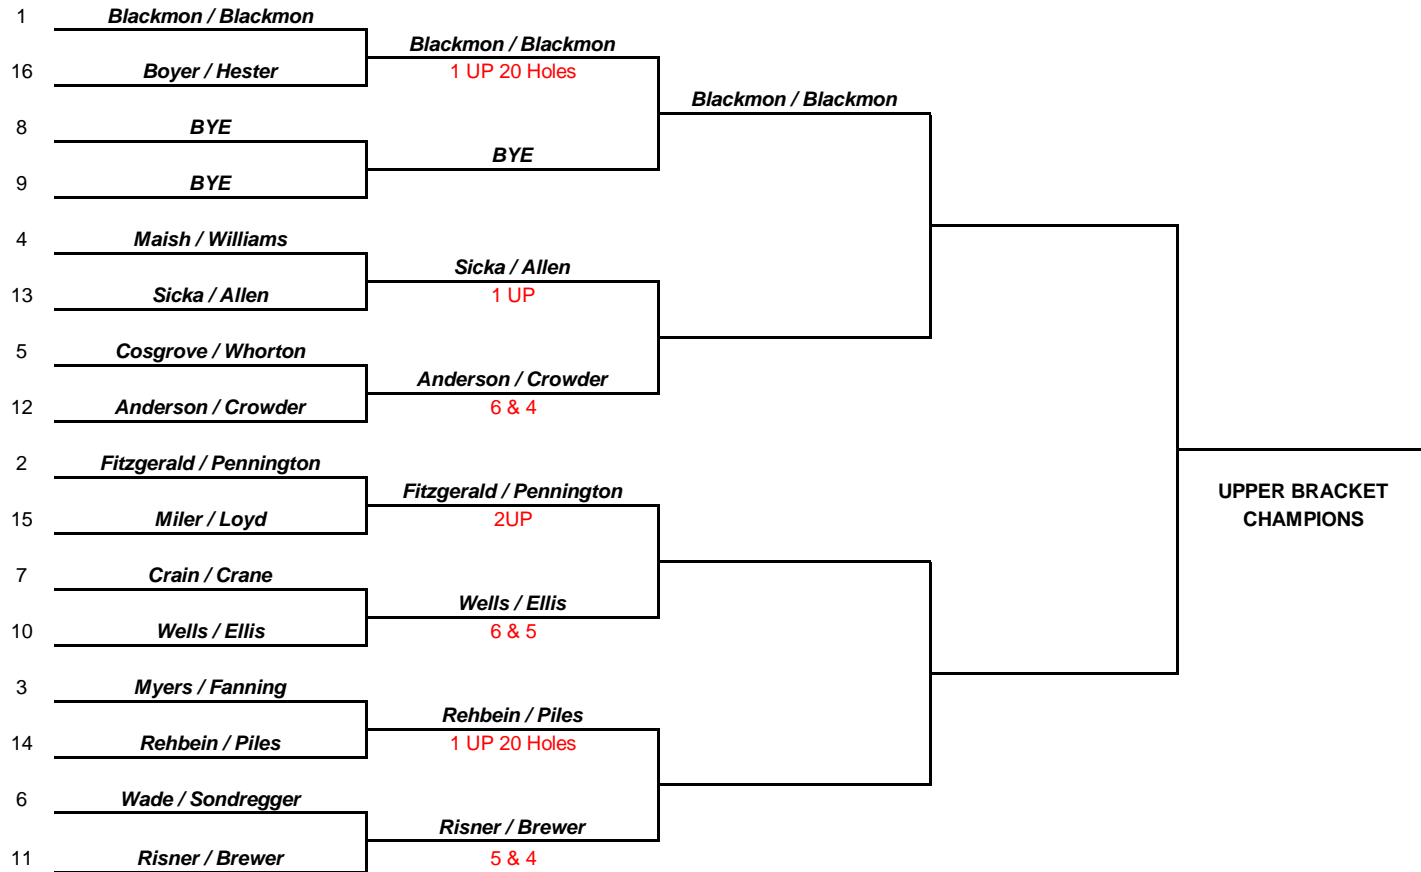 1 Blackmon / Blackmon
Blackmon / Blackmon
16 Boyer / Hester 1 UP 20 Holes
Blackmon / Blackmon
8 BYE
BYE
9 BYE
4 Maish / Williams
Sicka / Allen
13 Sicka / Allen 1 UP
5 Cosgrove / Whorton
Anderson / Crowder
12 Anderson / Crowder 6 & 4
2 Fitzgerald / Pennington
Fitzgerald / Pennington UPPER BRACKET
15 Miler / Loyd 2UP CHAMPIONS
7 Crain / Crane
Wells / Ellis
10 Wells / Ellis 6 & 5
3 Myers / Fanning
Rehbein / Piles
14 Rehbein / Piles 1 UP 20 Holes
6 Wade / Sondregger
Risner / Brewer
11 Risner / Brewer 5 & 4